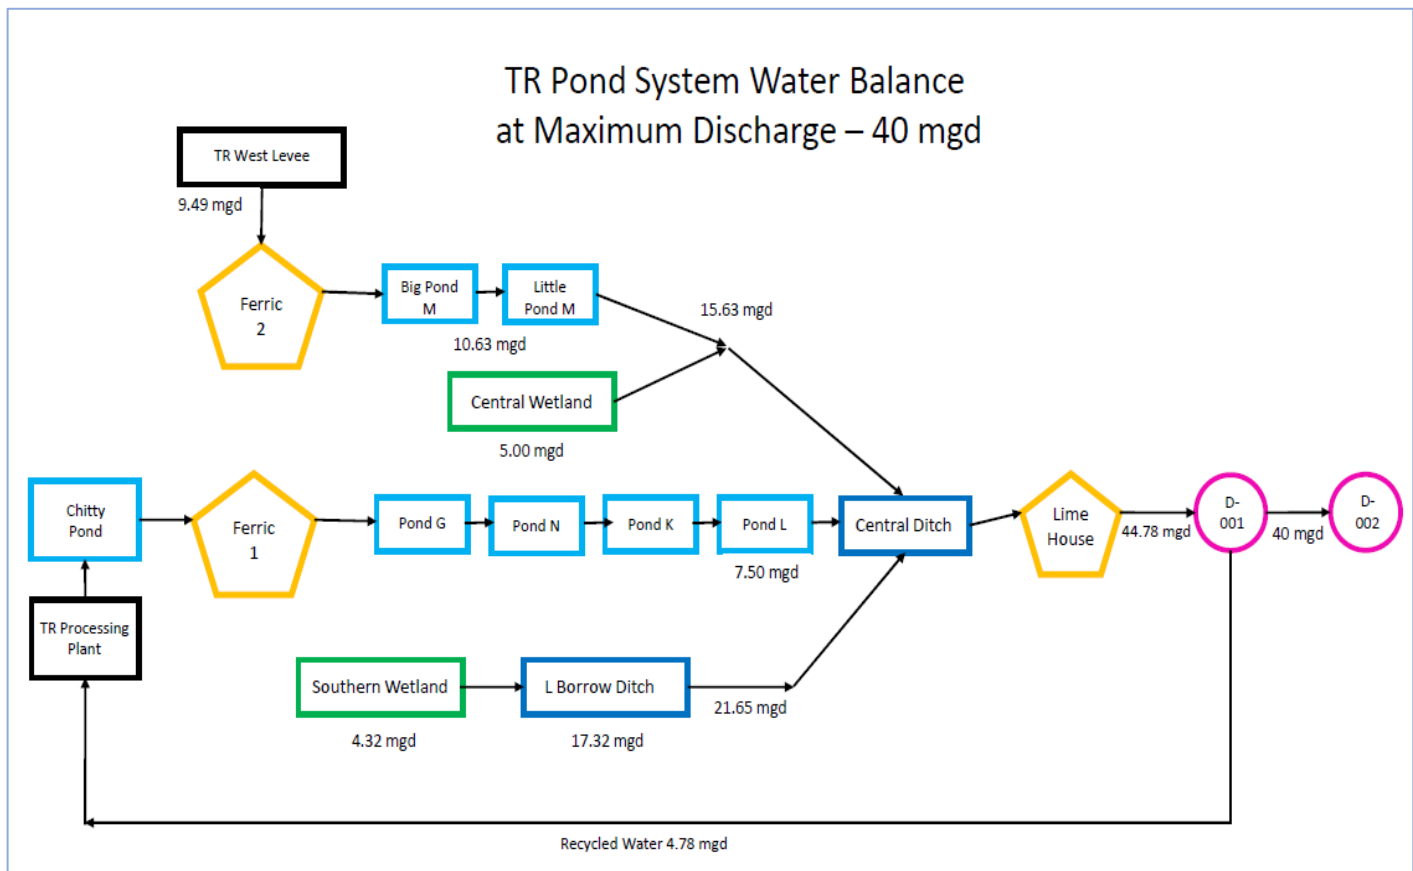 TR Pond System Water Balance
at Maximum Discharge – 40 mgd
TR West Levee
9.49 mgd
Ferric
2
Big Pond
M
Little
Pond M
10.63 mgd
15.63 mgd
Central Wetland
5.00 mgd
Chitty
Pond
Ferric
1
Pond G
Pond N
Pond K
Pond L
7.50 mgd
Central Ditch
Lime
House
44.78 mgd
D-
001
40 mgd
D-
002
TR Processing
Plant
Southern Wetland
4.32 mgd
L Borrow Ditch
17.32 mgd
21.65 mgd
Recycled Water 4.78 mgd